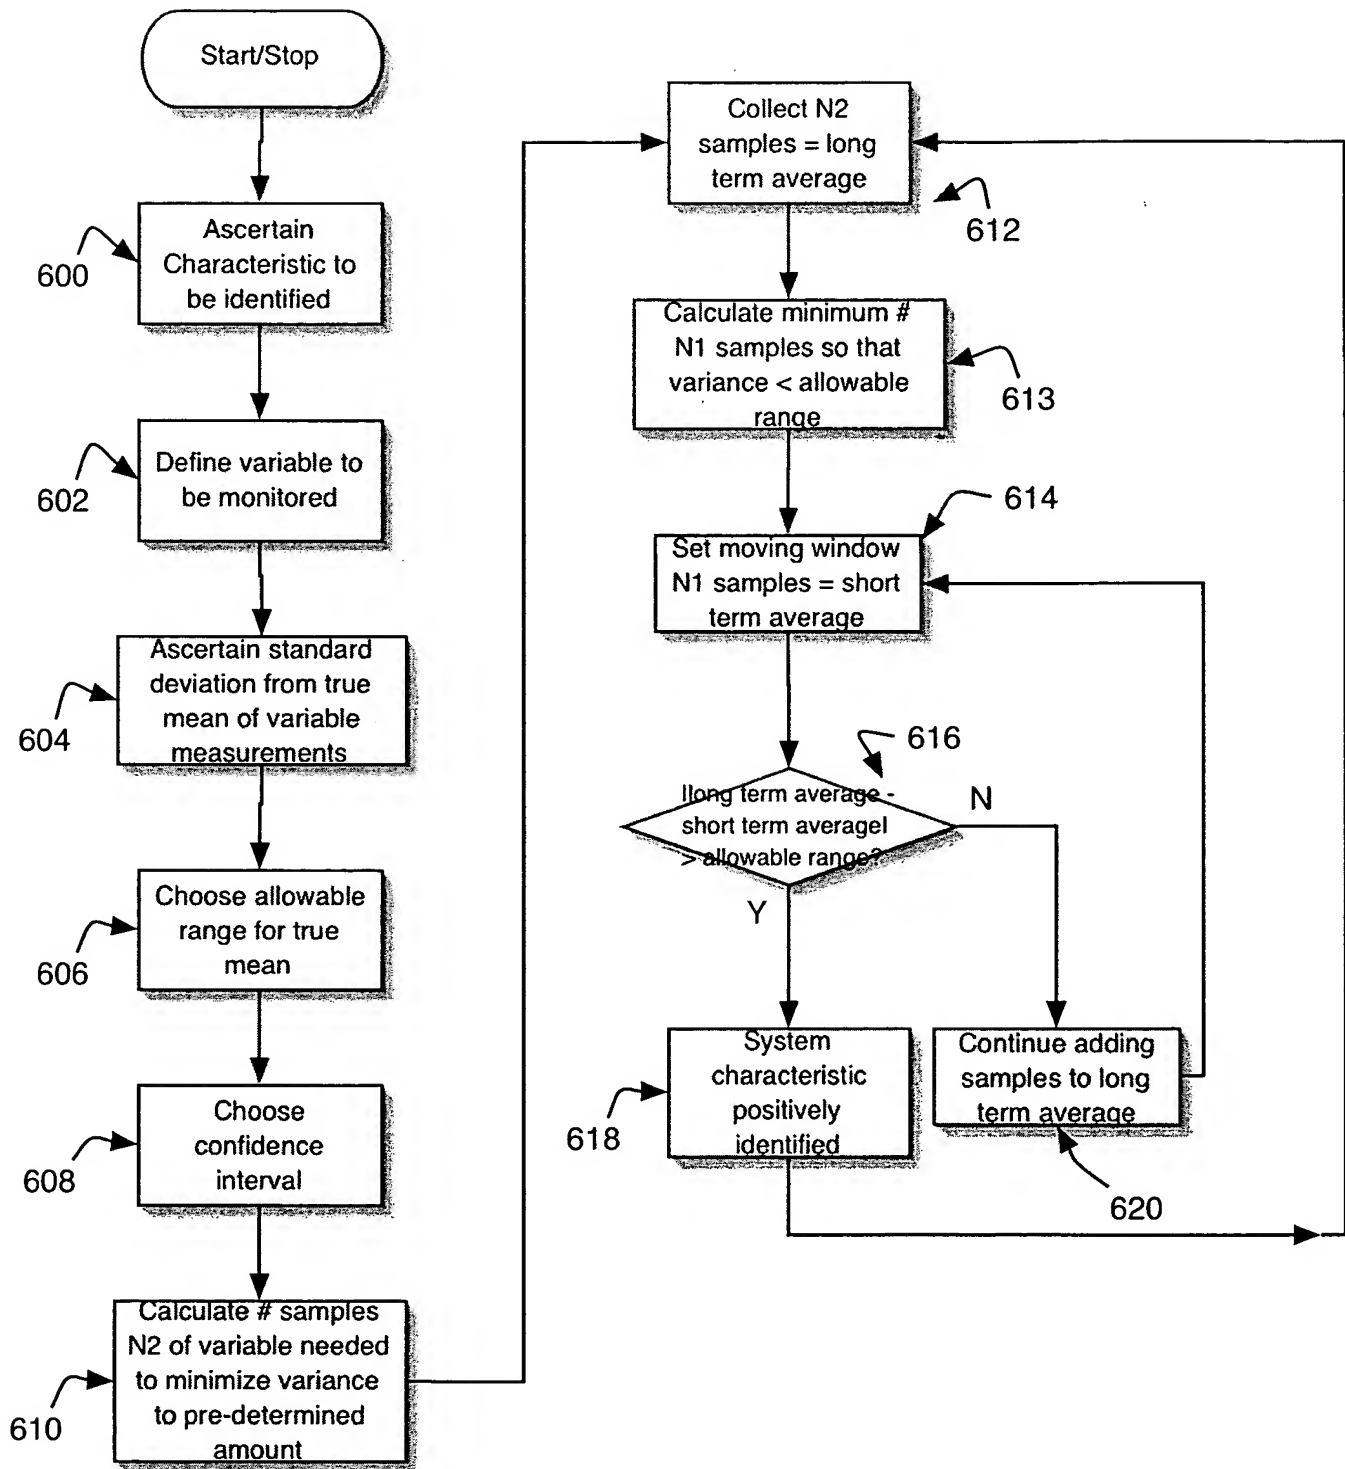 Start/Stop
Ascertain
Characteristic to
be identified
600
Define variable to
be monitored
602
Ascertain standard
deviation from true
mean of variable
measurements
604
Choose allowable
range for true
mean
606
Choose
confidence
interval
608
Calculate # samples
N2 of variable needed
to minimize variance
to pre-determined
amount
610
Collect N2
samples = long
term average
612
Calculate minimum #
N1 samples so that
variance < allowable
range
613
614
Set moving window
N1 samples = short
term average
616
|long term average -
short term average|
> allowable range?
N
Y
System
characteristic
positively
identified
618
Continue adding
samples to long
term average
620